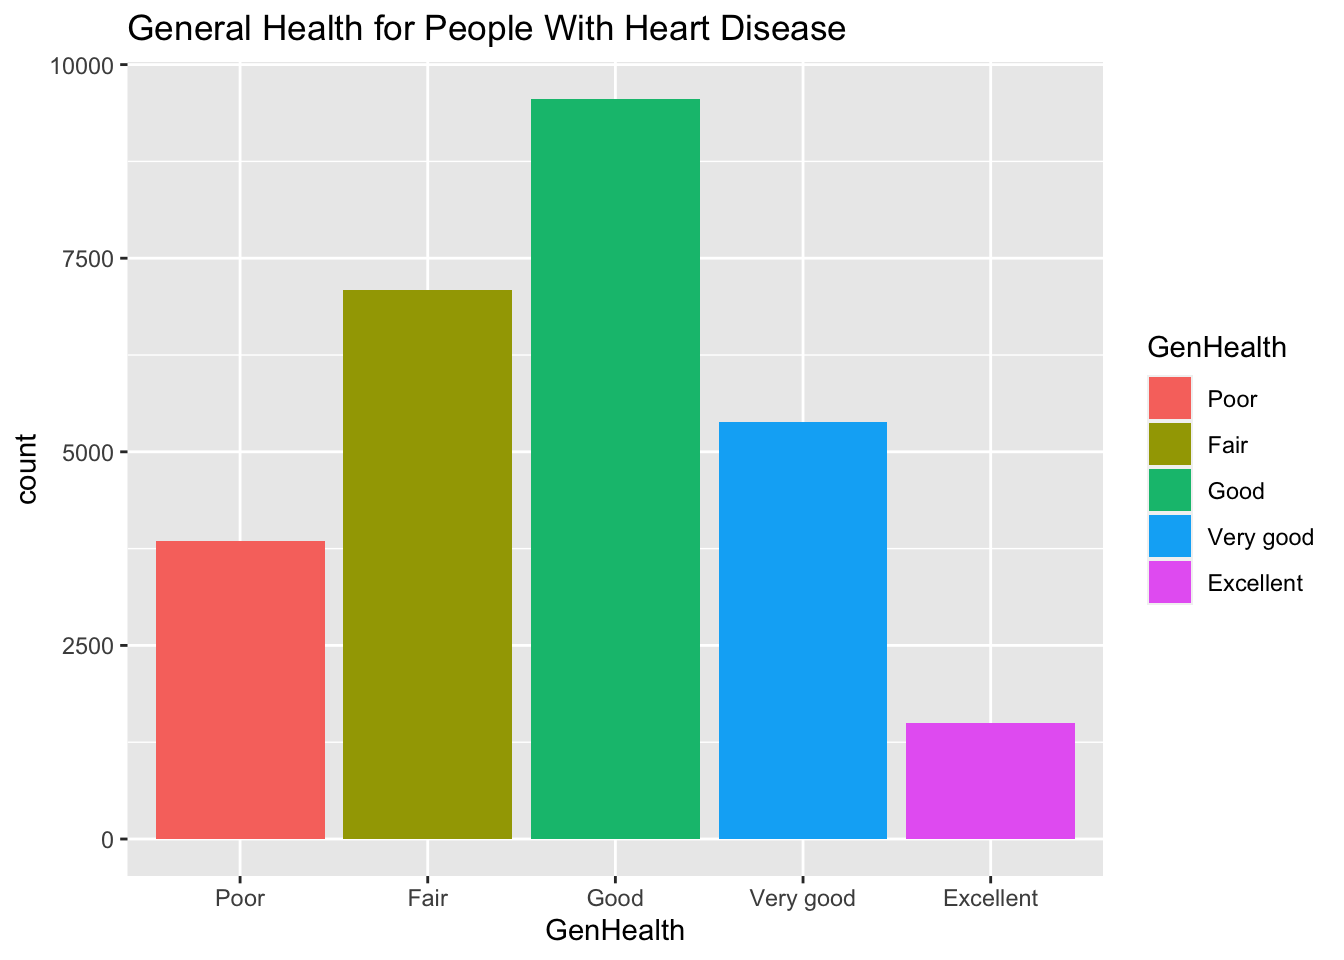 General Health for People With Heart Disease
10000
7500
5000
2500
0
count
Poor
Fair
Good
Very good
Excellent
GenHealth
GenHealth
Poor
Fair
Good
Very good
Excellent